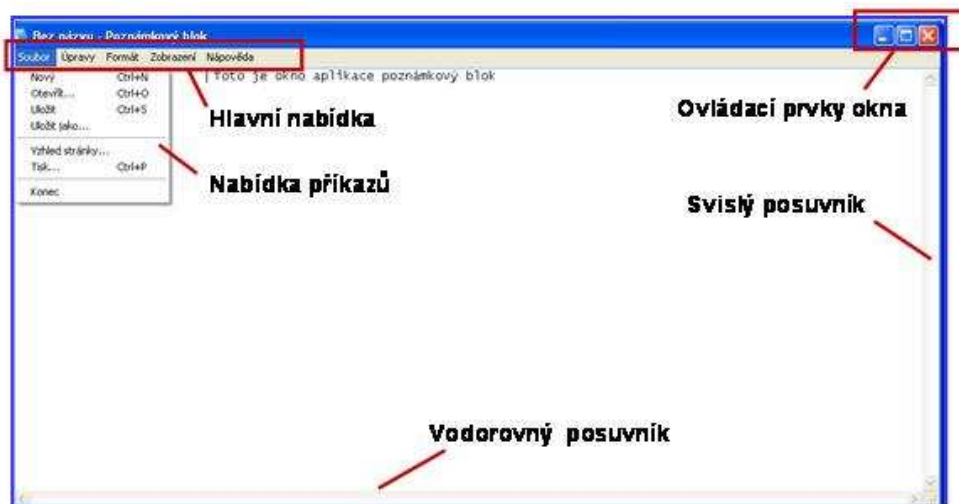 Bez názvu - Poznámkový blok
Soubor Úpravy Formát Zobrazení Nápověda
Nový Ctrl+N
Otevřít... Ctrl+O
Uložit Ctrl+S
Uložit jako...
Vzhled stránky...
Tisk... Ctrl+P
Konec
Toto je okno aplikace poznámkový blok
Hlavní nabídka
Ovládací prvky okna
Nabídka příkazů
Svislý posuvník
Vodorovný posuvník